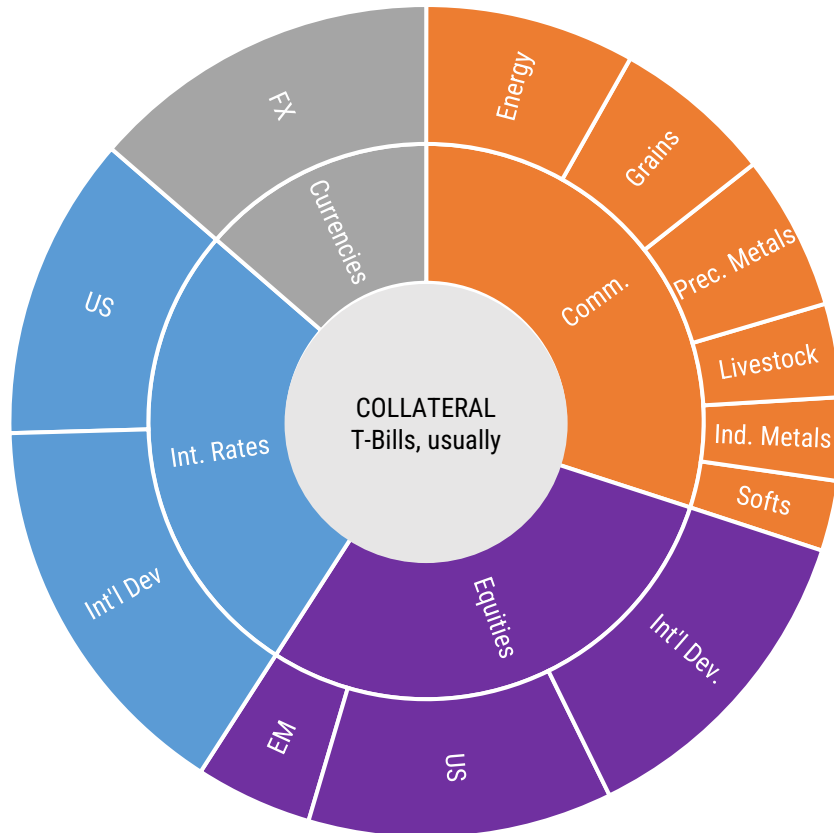 FX
Energy
Grains
Currencies
Prec. Metals
Comm.
US
Livestock
COLLATERAL
T-Bills, usually
Ind. Metals
Int. Rates
Softs
Int'l Dev
Equities
Int'l Dev.
EM
US